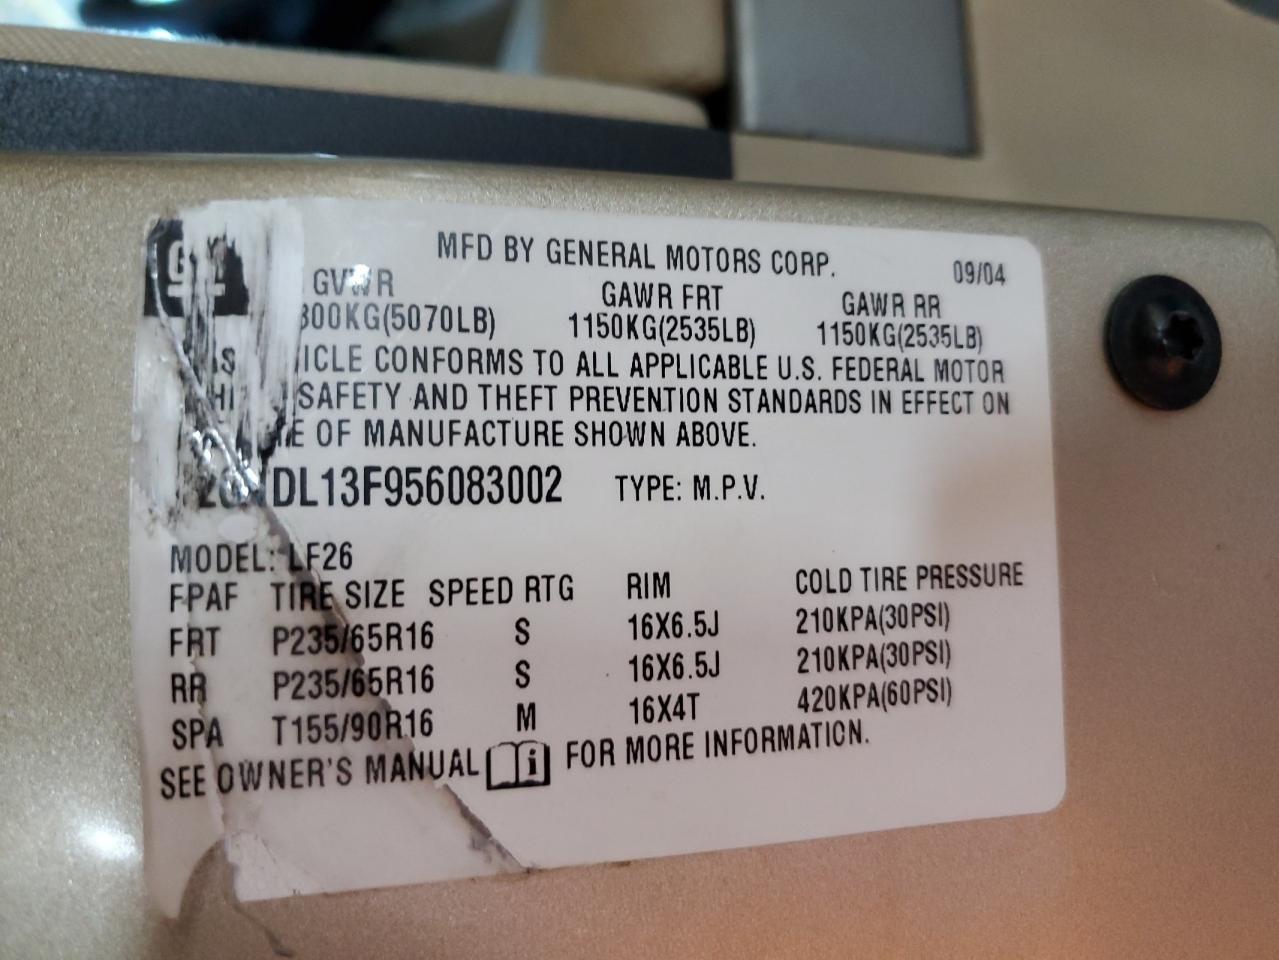 GM
MFD BY GENERAL MOTORS CORP.
09/04
GVWR GAWR FRT GAWR RR
300KG(5070LB) 1150KG(2535LB) 1150KG(2535LB)
ICLE CONFORMS TO ALL APPLICABLE U.S. FEDERAL MOTOR
SAFETY AND THEFT PREVENTION STANDARDS IN EFFECT ON
E OF MANUFACTURE SHOWN ABOVE.
DL13F956083002 TYPE: M.P.V.
MODEL: LF26
FPAF TIRE SIZE SPEED RTG RIM COLD TIRE PRESSURE
FRT P235/65R16 S 16X6.5J 210KPA(30PSI)
RR P235/65R16 S 16X6.5J 210KPA(30PSI)
SPA T155/90R16 M 16X4T 420KPA(60PSI)
SEE OWNER'S MANUAL i FOR MORE INFORMATION.